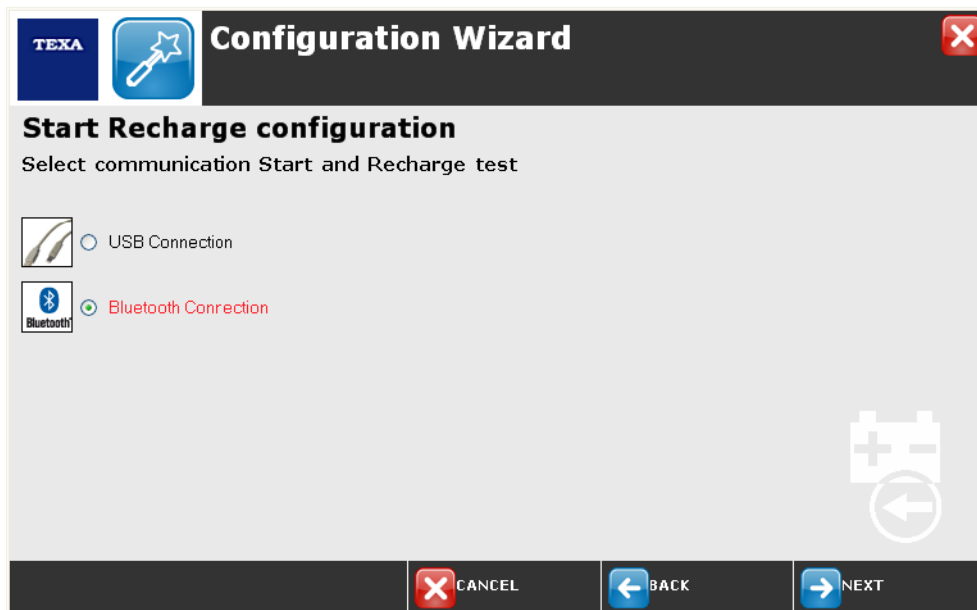 TEXA
Configuration Wizard
Start Recharge configuration
Select communication Start and Recharge test
USB Connection
Bluetooth
Bluetooth Connection
CANCEL
BACK
NEXT